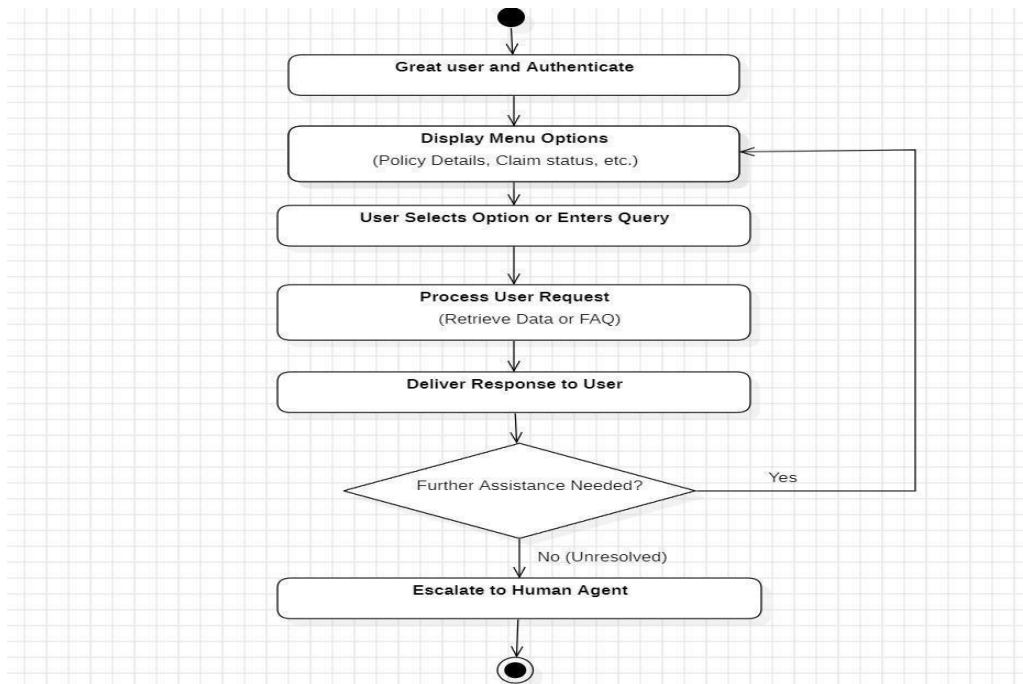 Great user and Authenticate
Display Menu Options
(Policy Details, Claim status, etc.)
User Selects Option or Enters Query
Process User Request
(Retrieve Data or FAQ)
Deliver Response to User
Further Assistance Needed?
Yes
No (Unresolved)
Escalate to Human Agent